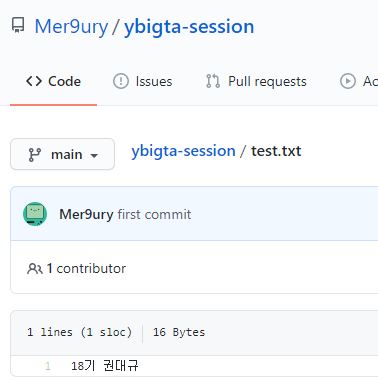 Mer9ury / ybigta-session
Code Issues Pull requests
main ybigta-session / test.txt
Mer9ury first commit
1 contributor
1 lines (1 sloc) 16 Bytes
1 18기 권대규